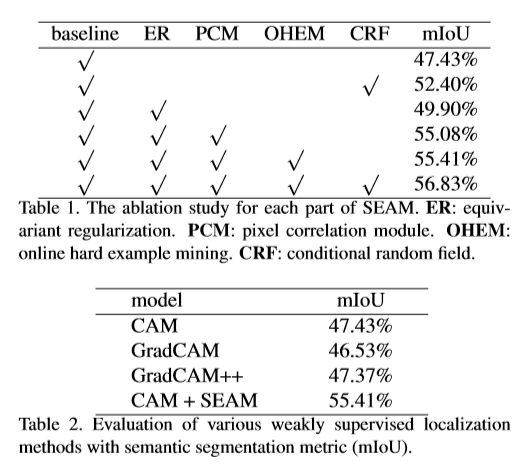 baseline ER PCM OHEM CRF mIoU
✓ 47.43%
✓ ✓ 52.40%
✓ ✓ 49.90%
✓ ✓ ✓ 55.08%
✓ ✓ ✓ ✓ 55.41%
✓ ✓ ✓ ✓ ✓ 56.83%
Table 1. The ablation study for each part of SEAM. ER: equiv-
ariant regularization. PCM: pixel correlation module. OHEM:
online hard example mining. CRF: conditional random field.
model mIoU
CAM 47.43%
GradCAM 46.53%
GradCAM++ 47.37%
CAM + SEAM 55.41%
Table 2. Evaluation of various weakly supervised localization
methods with semantic segmentation metric (mIoU).